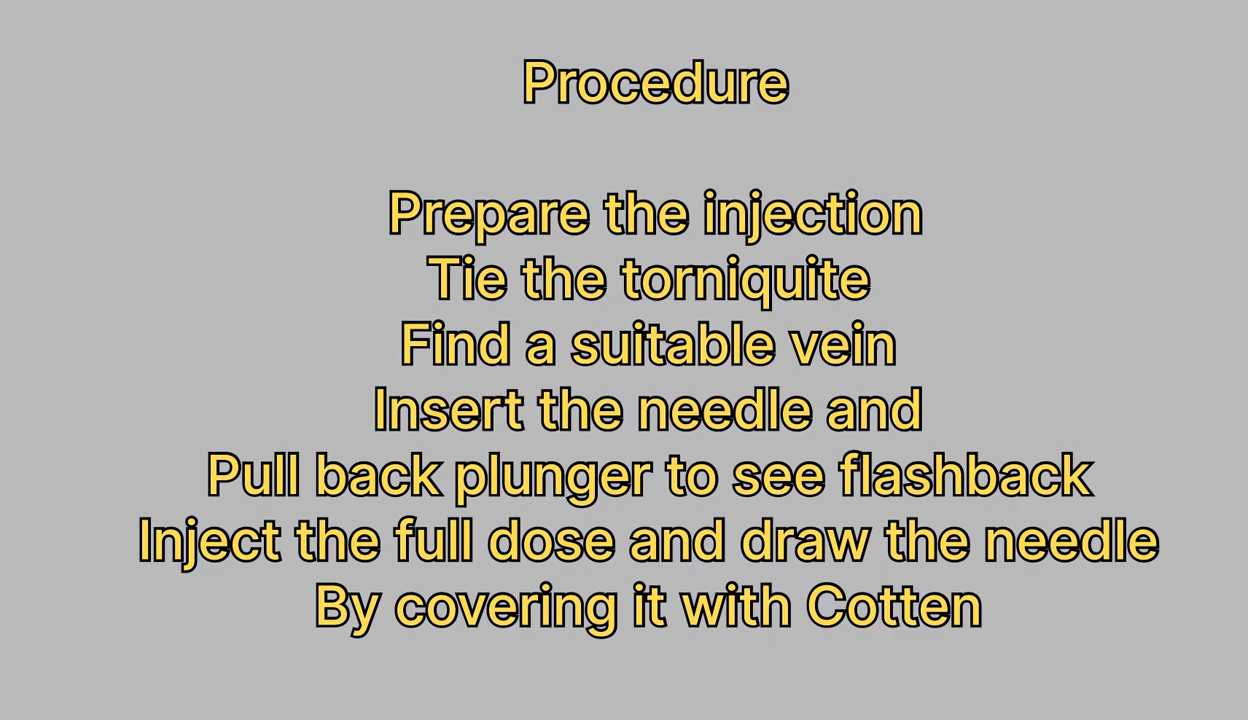 Procedure
Prepare the injection
Tie the torniquite
Find a suitable vein
Insert the needle and
Pull back plunger to see flashback
Inject the full dose and draw the needle
By covering it with Cotten